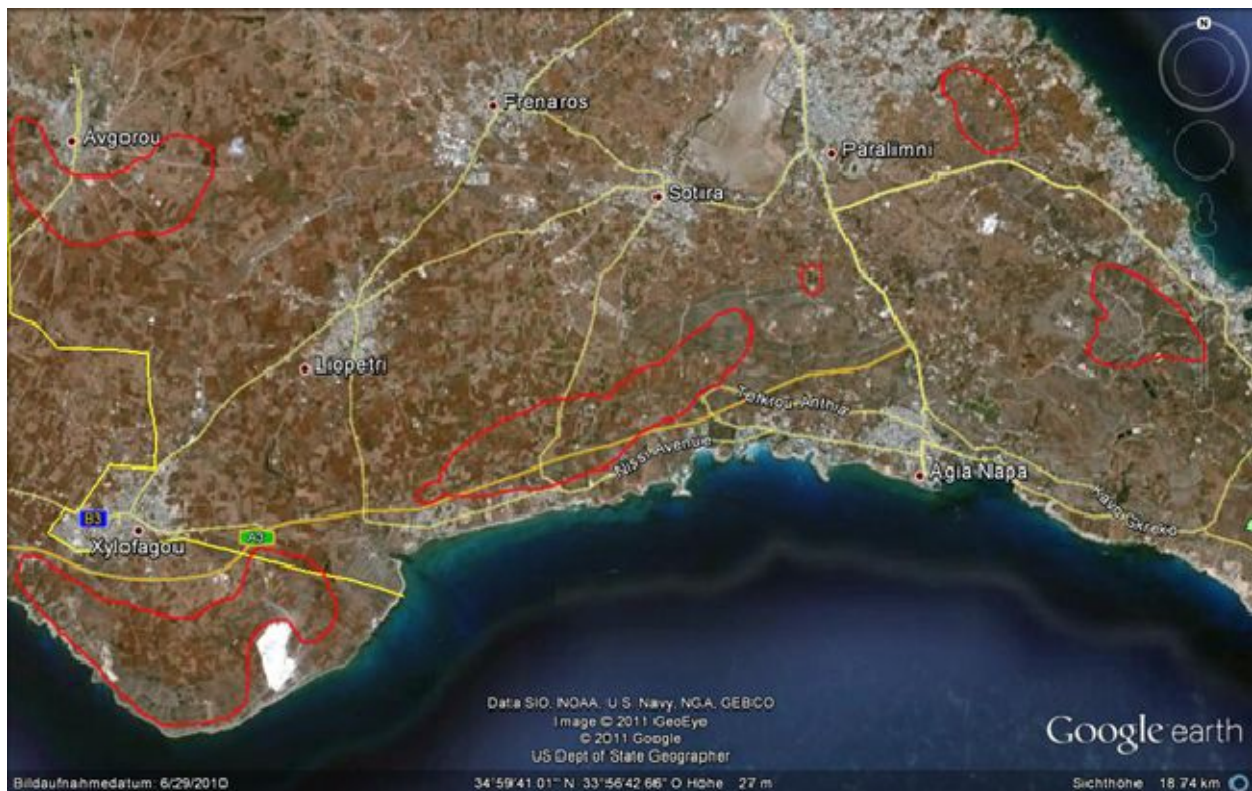 N
Frenaros
Avgorou
Paralimni
Sotira
Liopetri
Tefkrou Anthia
Nissi Avenue
Agia Napa
Kavo Gkreko
B3
Xylofagou
A3
Data SIO, NOAA, U.S. Navy, NGA, GEBCO
Image © 2011 GeoEye
© 2011 Google
US Dept of State Geographer
Google earth
Bildaufnahmedatum: 6/29/2010
34°59'41.01" N 33°56'42.66" O Höhe 27 m
Sichthöhe 18.74 km